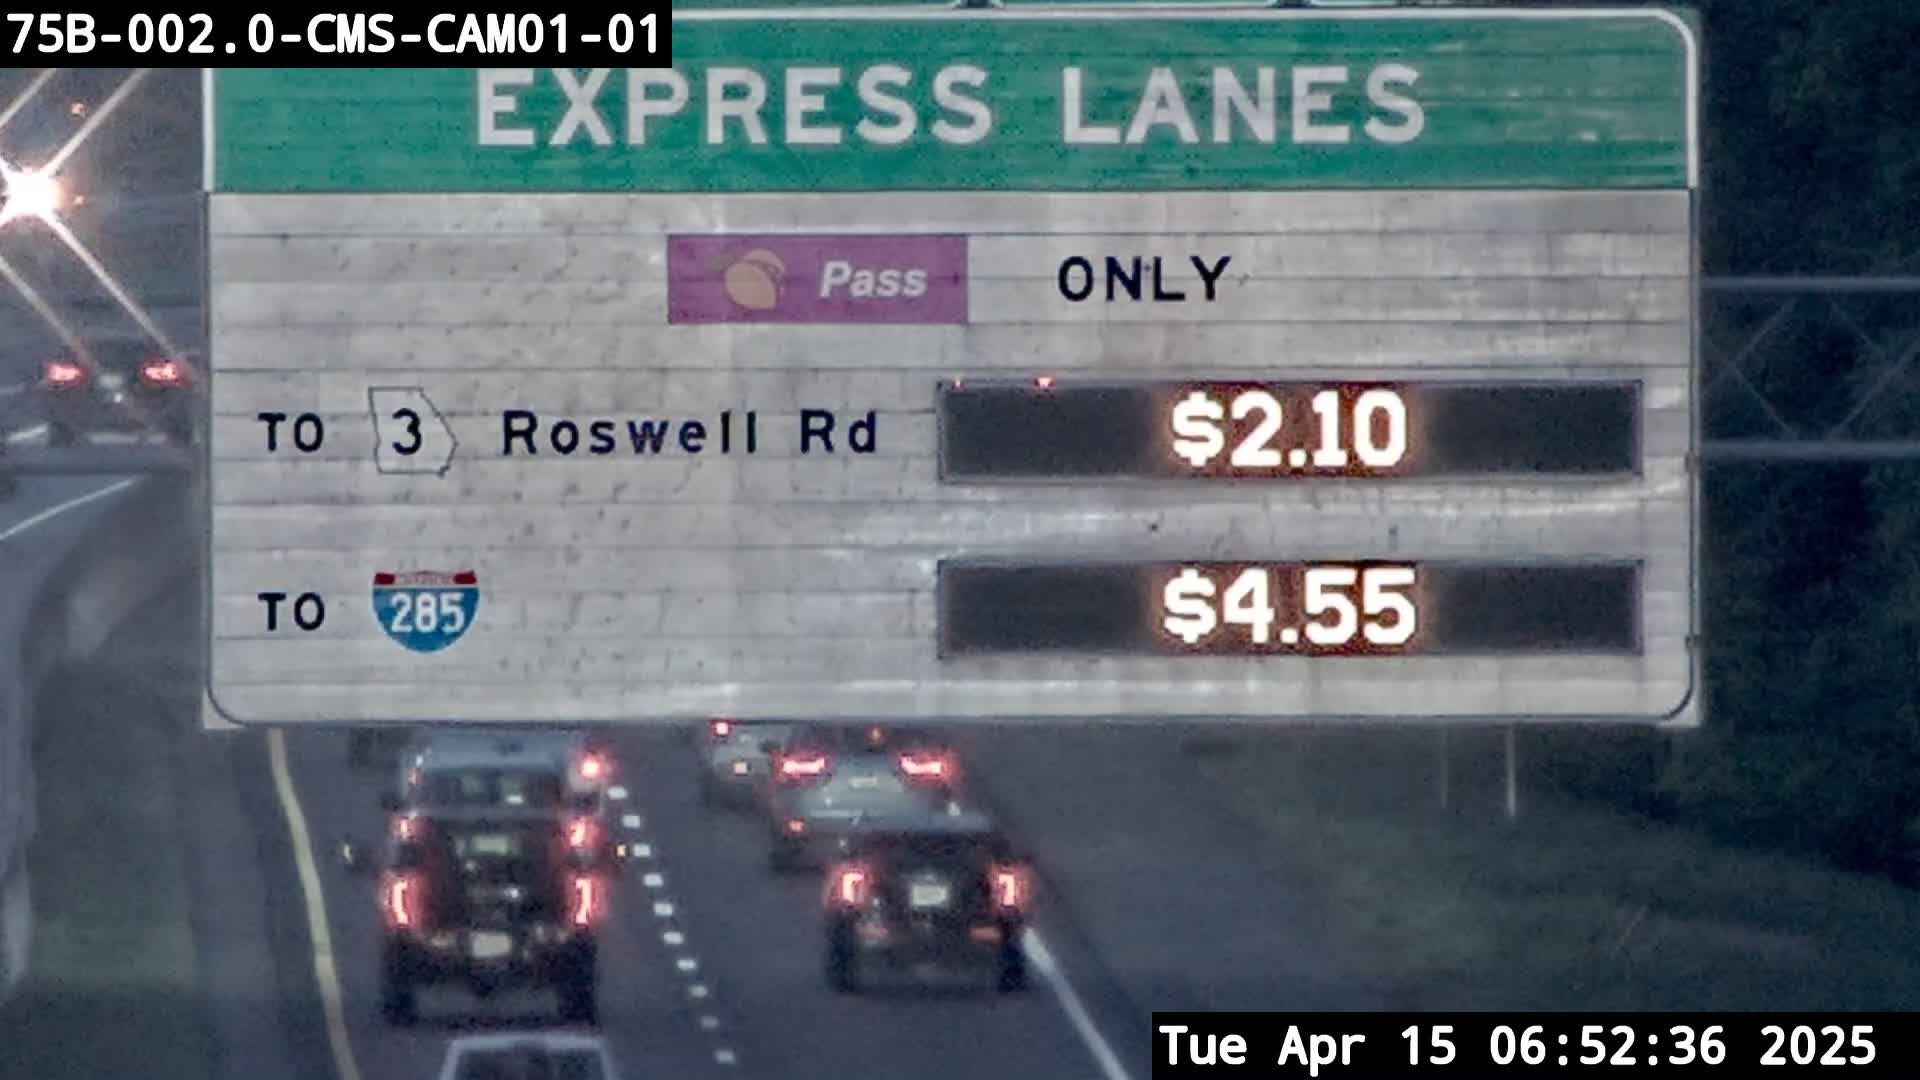 75B-002.0-CMS-CAM01-01
EXPRESS LANES
Pass ONLY
TO 3 Roswell Rd $2.10
TO 285 $4.55
Tue Apr 15 06:52:36 2025